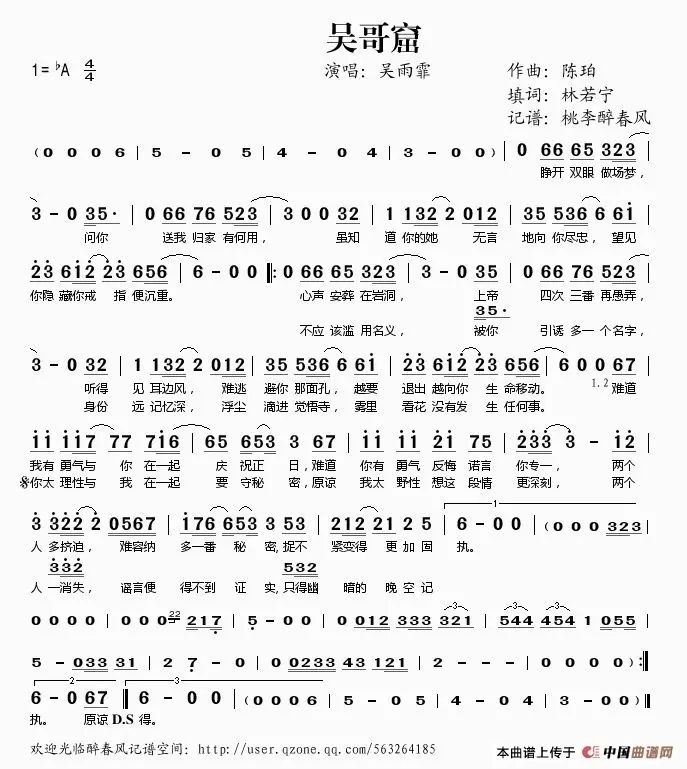 吴哥窟
1=♭A 4/4 演唱：吴雨霏 作曲：陈珀
填词：林若宁
记谱：桃李醉春风
(0 0 0 6 | 5 - 0 5 | 4 - 0 4 | 3 - 0 0) | 0 66 65 323 |
睁开 双眼 做场梦，
3 - 0 35· | 0 66 76 523 | 3 0 0 32 | 1 132 2 012 | 35 536 6 61 |
问你 送我 归家 有何用， 虽知 道 你的她 无言 地向 你尽忠， 望见
23 612 23 656 | 6 - 0 0 ‖: 0 66 65 323 | 3 - 0 35 | 0 66 76 523 |
你隐 藏你戒 指 便沉重。 心声 安葬 在岩洞， 上帝 四次 三番 再愚弄，
35·
不应 该滥 用名义， 被你 引诱 多一 个名字，
3 - 0 32 | 1 132 2 012 | 35 536 6 61 | 23 612 23 656 | 6 0 0 67 |
听得 见 耳边风， 难逃 避你 那面孔， 越要 退出 越向你 生 命移动。 1.2 难道
身份 远 记忆深， 浮尘 滴进 觉悟寺， 雾里 看花 没有发 生 任何事。
11 117 77 716 | 65 653 3 67 | 11 11 21 75 | 233 3 - 12 |
我有 勇气与 你 在一起 庆 祝正 日，难道 你有 勇气 反悔 诺言 你专一， 两个
𝄋你太 理性与 我 在一起 要 守秘 密，原谅 我太 野性 想这 段情 更深刻， 两个
3 322 2 0567 | 176 653 3 53 | 212 21 25 | 1 6 - 0 0 | (0 0 0 323 |
人 多挤迫， 难容纳 多一番 秘 密，捉不 紧变得 更 加固 执。
332 532
人 一消失， 谣言便 得不到 证 实，只得幽 暗的 晚 空记
0 0 0 0 | 0 0 0 22 217 | 5 - 0 0 | 0 012 333 321 | 544 454 1 055 |
5 - 033 31 | 2 7 - 0 | 0 0233 43 121 | 2 - - - | 0 0 0 0) :‖
2 6 - 0 67 ‖ 3 6 - 0 0 | (0 0 0 6 | 5 - 0 5 | 4 - 0 4 | 3 - 0 0) ‖
执。 原谅 D.S 得。
欢迎光临醉春风记谱空间：http://user.qzone.qq.com/563264185
本曲谱上传于 中国曲谱网